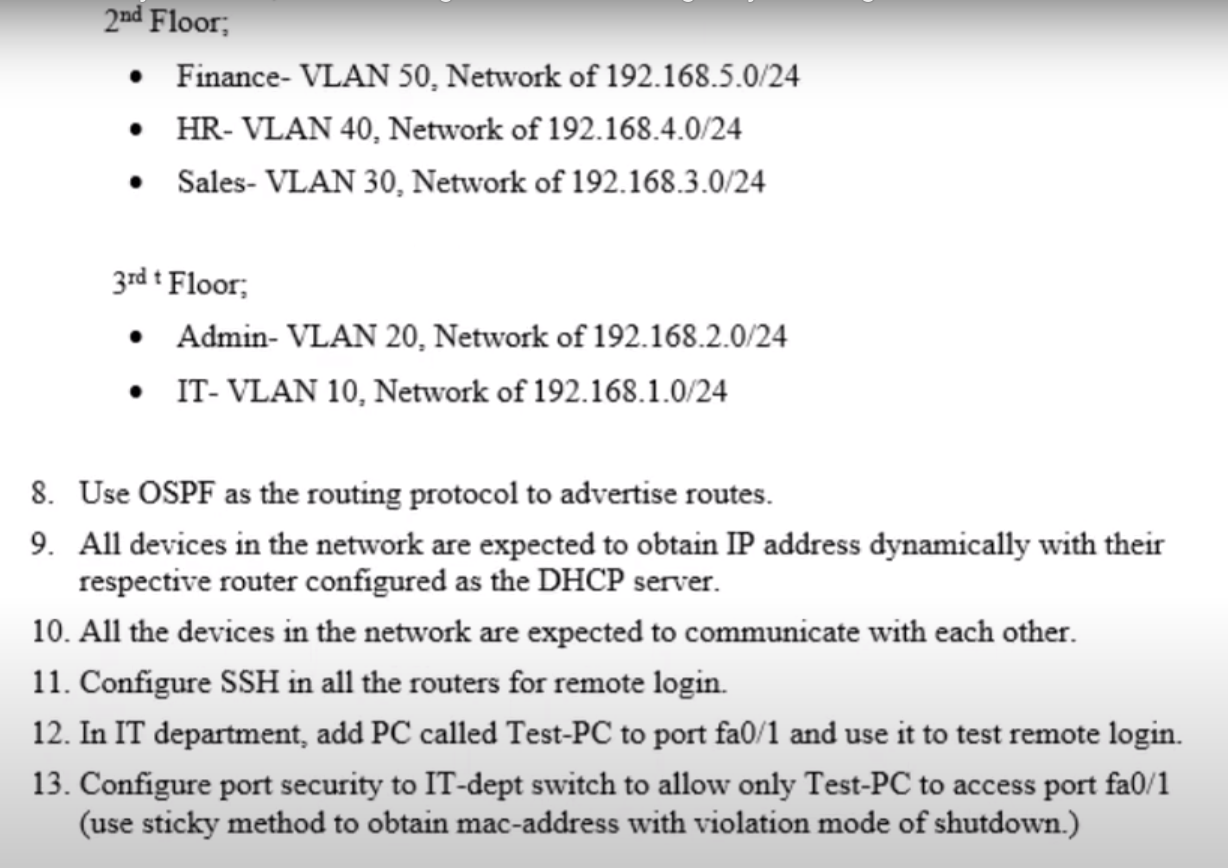 2nd Floor;
• Finance- VLAN 50, Network of 192.168.5.0/24
• HR- VLAN 40, Network of 192.168.4.0/24
• Sales- VLAN 30, Network of 192.168.3.0/24
3rd t Floor;
• Admin- VLAN 20, Network of 192.168.2.0/24
• IT- VLAN 10, Network of 192.168.1.0/24
8. Use OSPF as the routing protocol to advertise routes.
9. All devices in the network are expected to obtain IP address dynamically with their
respective router configured as the DHCP server.
10. All the devices in the network are expected to communicate with each other.
11. Configure SSH in all the routers for remote login.
12. In IT department, add PC called Test-PC to port fa0/1 and use it to test remote login.
13. Configure port security to IT-dept switch to allow only Test-PC to access port fa0/1
(use sticky method to obtain mac-address with violation mode of shutdown.)